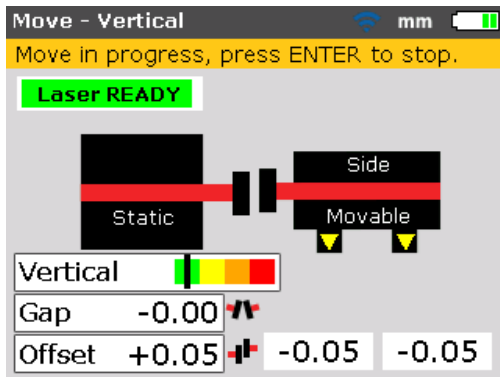 Move - Vertical mm
Move in progress, press ENTER to stop.
Laser READY
Side
Static Movable
Vertical
Gap -0.00
Offset +0.05 -0.05 -0.05